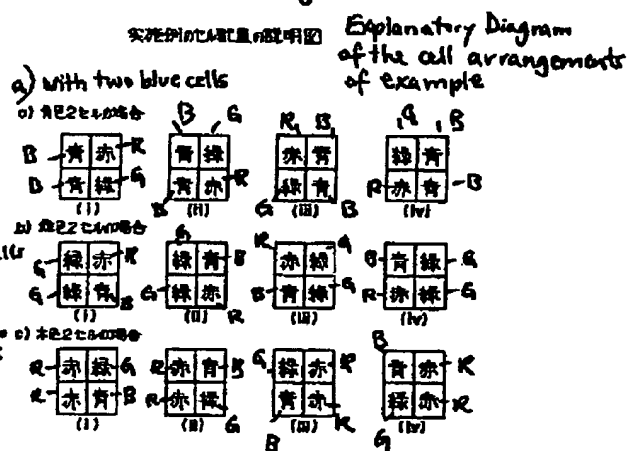 実施例のセル配置の説明図
Explanatory Diagram
of the cell arrangements
of example
a) with two blue cells
a) 青色2セルの場合
B G R B G B
B 青 赤 R 青 緑 赤 青 緑 青
B 青 緑 G B 青 赤 R G 緑 青 B R 赤 青 B
(i) (ii) (iii) (iv)
b) 緑色2セルの場合
G R G
G 緑 赤 R 緑 青 B 赤 緑 B 青 緑 G
G 緑 青 B G 緑 赤 R B 青 緑 G R 赤 緑 G
(i) (ii) (iii) (iv)
c) 赤色2セルの場合
B
R 赤 緑 G R 赤 青 B G 緑 赤 R 青 赤 R
R 赤 青 B R 赤 緑 G B 青 赤 R G 緑 赤 R
(i) (ii) (iii) (iv)